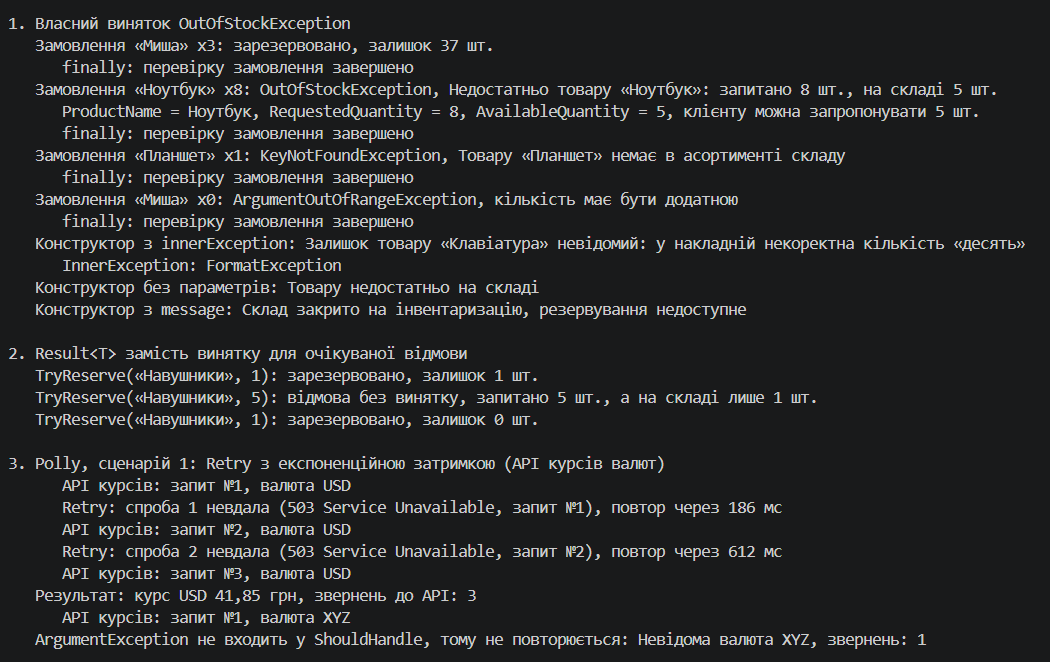 1. Власний виняток OutOfStockException
Замовлення «Миша» x3: зарезервовано, залишок 37 шт.
finally: перевірку замовлення завершено
Замовлення «Ноутбук» x8: OutOfStockException, Недостатньо товару «Ноутбук»: запитано 8 шт., на складі 5 шт.
ProductName = Ноутбук, RequestedQuantity = 8, AvailableQuantity = 5, клієнту можна запропонувати 5 шт.
finally: перевірку замовлення завершено
Замовлення «Планшет» x1: KeyNotFoundException, Товару «Планшет» немає в асортименті складу
finally: перевірку замовлення завершено
Замовлення «Миша» x0: ArgumentOutOfRangeException, кількість має бути додатною
finally: перевірку замовлення завершено
Конструктор з innerException: Залишок товару «Клавіатура» невідомий: у накладній некоректна кількість «десять»
InnerException: FormatException
Конструктор без параметрів: Товару недостатньо на складі
Конструктор з message: Склад закрито на інвентаризацію, резервування недоступне
2. Result<T> замість винятку для очікуваної відмови
TryReserve(«Навушники», 1): зарезервовано, залишок 1 шт.
TryReserve(«Навушники», 5): відмова без винятку, запитано 5 шт., а на складі лише 1 шт.
TryReserve(«Навушники», 1): зарезервовано, залишок 0 шт.
3. Polly, сценарій 1: Retry з експоненційною затримкою (API курсів валют)
API курсів: запит №1, валюта USD
Retry: спроба 1 невдала (503 Service Unavailable, запит №1), повтор через 186 мс
API курсів: запит №2, валюта USD
Retry: спроба 2 невдала (503 Service Unavailable, запит №2), повтор через 612 мс
API курсів: запит №3, валюта USD
Результат: курс USD 41,85 грн, звернень до API: 3
API курсів: запит №1, валюта XYZ
ArgumentException не входить у ShouldHandle, тому не повторюється: Невідома валюта XYZ, звернень: 1